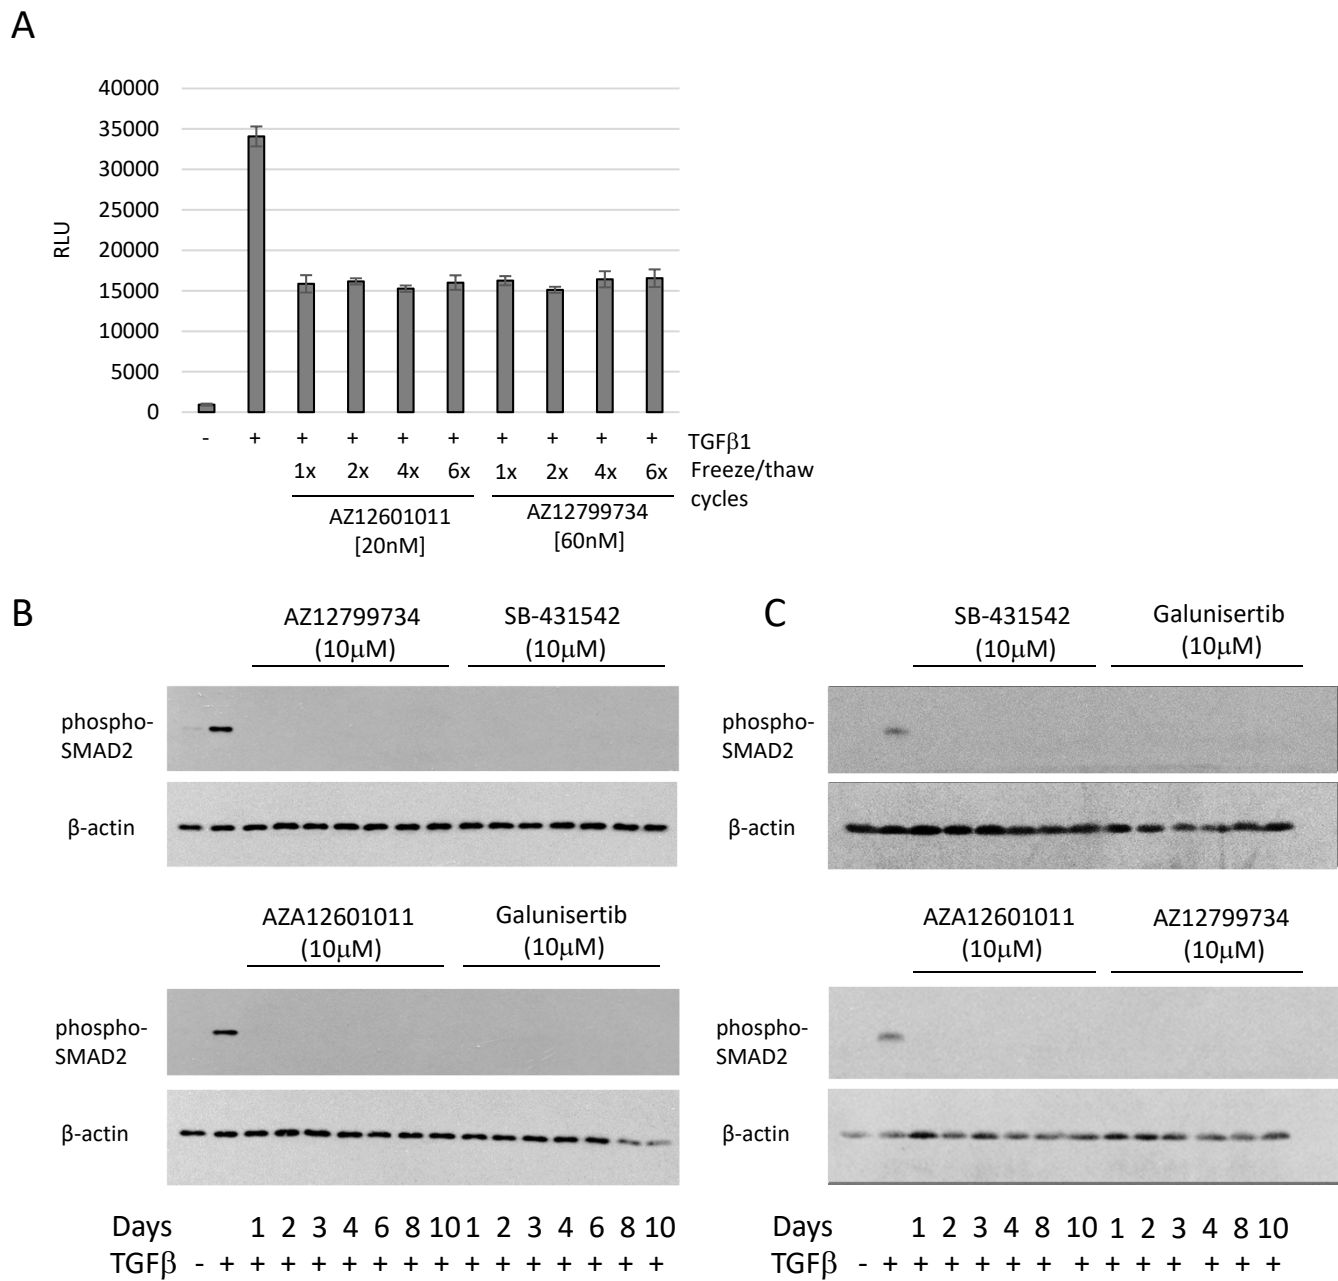 A
40000
35000
30000
25000
20000
15000
10000
5000
0
RLU
- + + + + + + + + + TGFβ1
1x 2x 4x 6x 1x 2x 4x 6x Freeze/thaw
cycles
AZ12601011 AZ12799734
[20nM] [60nM]
B
AZ12799734 SB-431542
(10μM) (10μM)
phospho-
SMAD2
β-actin
AZA12601011 Galunisertib
(10μM) (10μM)
phospho-
SMAD2
β-actin
Days 1 2 3 4 6 8 10 1 2 3 4 6 8 10
TGFβ - + + + + + + + + + + + + + + +
C
SB-431542 Galunisertib
(10μM) (10μM)
phospho-
SMAD2
β-actin
AZA12601011 AZ12799734
(10μM) (10μM)
phospho-
SMAD2
β-actin
Days 1 2 3 4 8 10 1 2 3 4 8 10
TGFβ - + + + + + + + + + + + + +